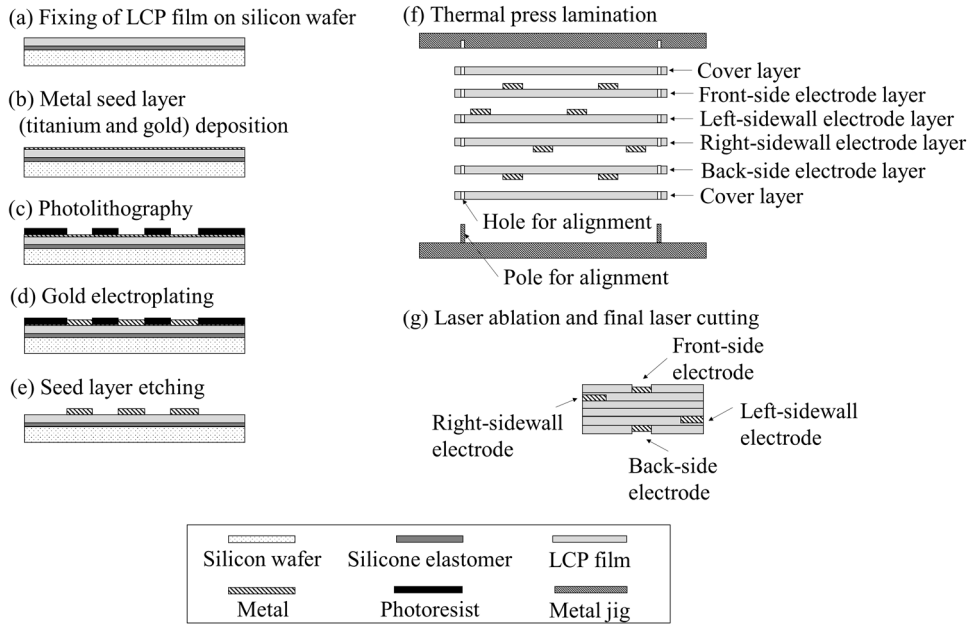 (a) Fixing of LCP film on silicon wafer
(b) Metal seed layer
(titanium and gold) deposition
(c) Photolithography
(d) Gold electroplating
(e) Seed layer etching
(f) Thermal press lamination
Cover layer
Front-side electrode layer
Left-sidewall electrode layer
Right-sidewall electrode layer
Back-side electrode layer
Cover layer
Hole for alignment
Pole for alignment
(g) Laser ablation and final laser cutting
Front-side
electrode
Right-sidewall
electrode
Left-sidewall
electrode
Back-side
electrode
Silicon wafer
Silicone elastomer
LCP film
Metal
Photoresist
Metal jig